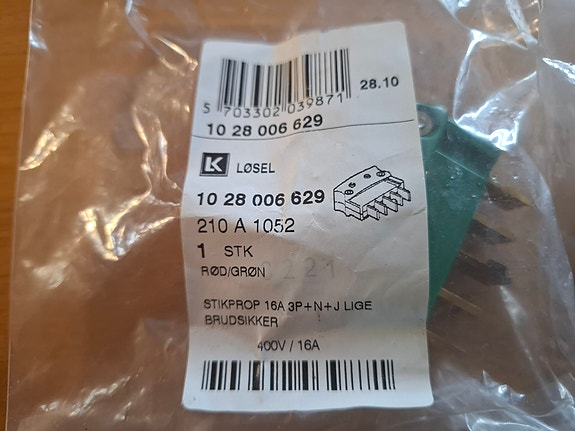 28.10
5 703302 039871
10 28 006 629
K LØSEL
10 28 006 629
210 A 1052
1 STK
RØD/GRØN
0221
STIKPROP 16A 3P+N+J LIGE
BRUDSIKKER
400V / 16A